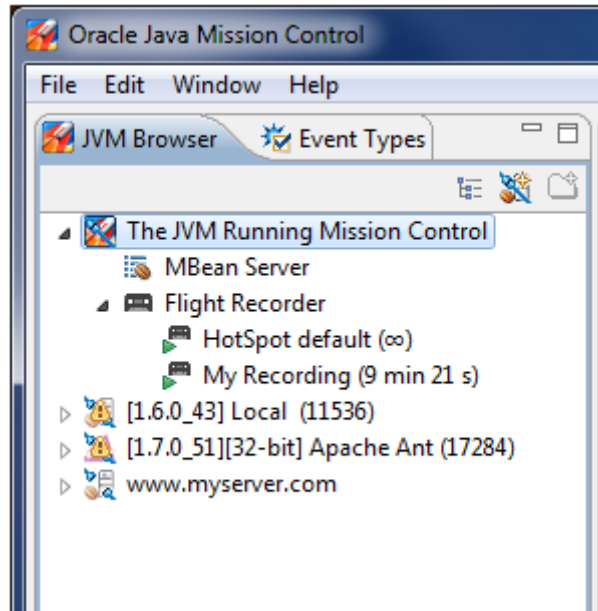 Oracle Java Mission Control
File Edit Window Help
JVM Browser Event Types
The JVM Running Mission Control
MBean Server
Flight Recorder
HotSpot default (∞)
My Recording (9 min 21 s)
[1.6.0_43] Local (11536)
[1.7.0_51][32-bit] Apache Ant (17284)
www.myserver.com